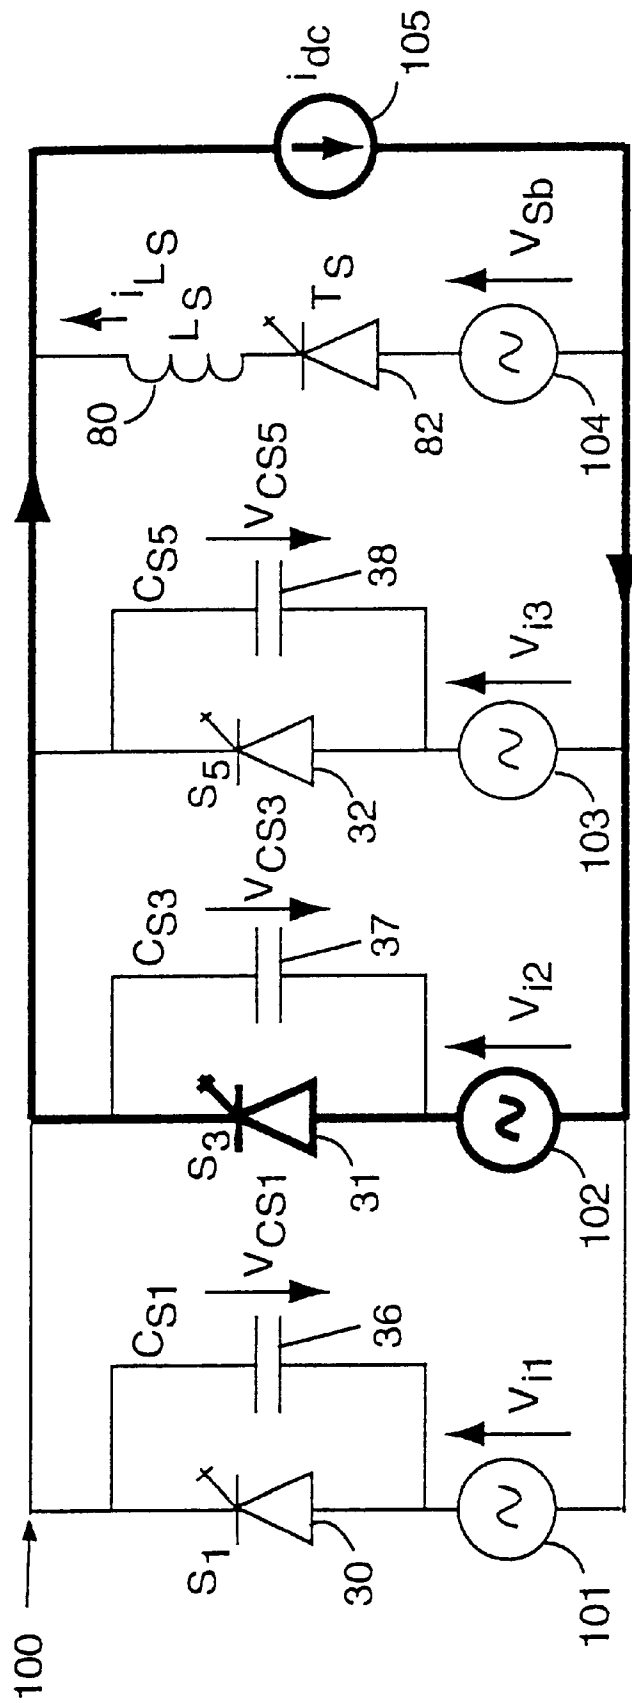 100
S1
CS1
VCS1
36
30
Vi1
101
S3
CS3
VCS3
37
31
Vi2
102
S5
CS5
VCS5
38
32
Vi3
103
iLS
LS
80
TS
82
VSb
104
idc
105